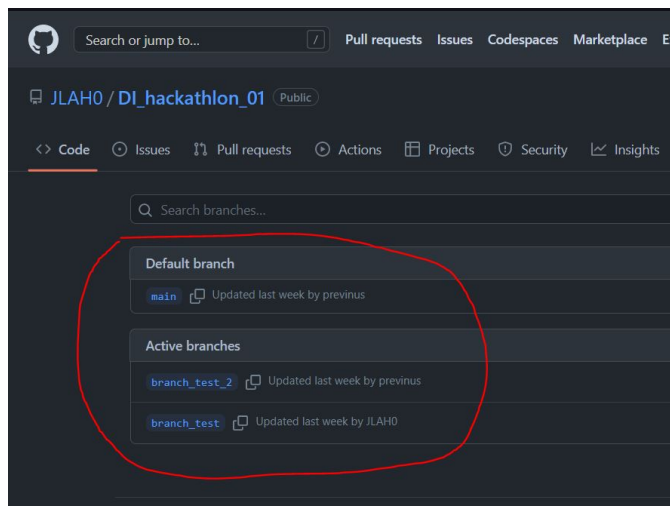 Search or jump to... / Pull requests Issues Codespaces Marketplace
JLAH0 / DI_hackathlon_01 Public
Code Issues Pull requests Actions Projects Security Insights
Search branches...
Default branch
main Updated last week by previnus
Active branches
branch_test_2 Updated last week by previnus
branch_test Updated last week by JLAH0